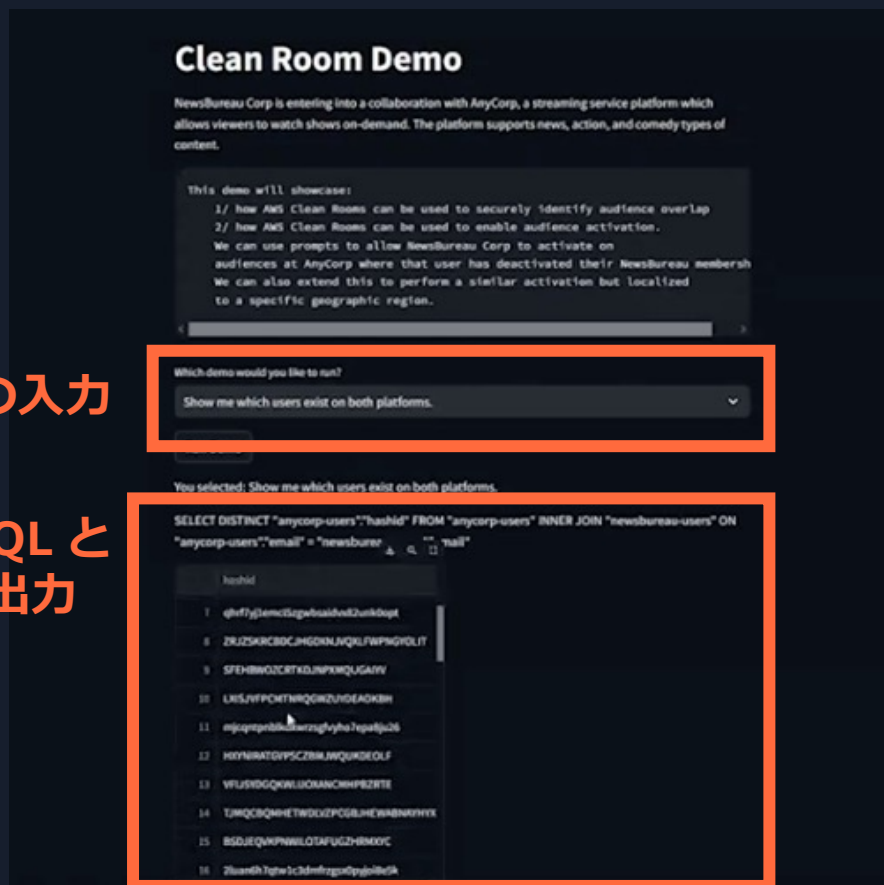 Clean Room Demo
NewsBureau Corp is entering into a collaboration with AnyCorp, a streaming service platform which
allows viewers to watch shows on-demand. The platform supports news, action, and comedy types of
content.
This demo will showcase:
1/ how AWS Clean Rooms can be used to securely identify audience overlap
2/ how AWS Clean Rooms can be used to enable audience activation.
We can use prompts to allow NewsBureau Corp to activate on
audiences at AnyCorp where that user has deactivated their NewsBureau membersh
We can also extend this to perform a similar activation but localized
to a specific geographic region.
の入力
Which demo would you like to run?
Show me which users exist on both platforms.
You selected: Show me which users exist on both platforms.
QL と
出力
SELECT DISTINCT "anycorp-users"."hashid" FROM "anycorp-users" INNER JOIN "newsbureau-users" ON
"anycorp-users"."email" =
hashid
7
8
9
10
11
12
13
14
15
16